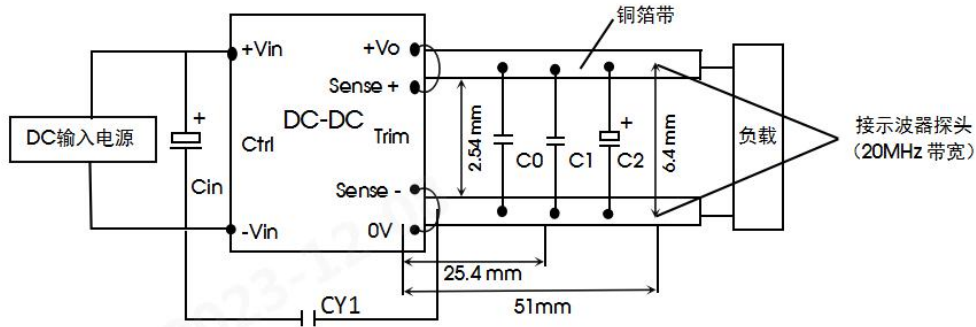 铜箔带
+Vin
+Vo
Sense +
DC-DC
Ctrl
Trim
DC输入电源
+
Cin
2.54 mm
C0
C1
C2
+
6.4 mm
负载
接示波器探头
（20MHz 带宽）
Sense -
-Vin
0V
25.4 mm
51mm
CY1